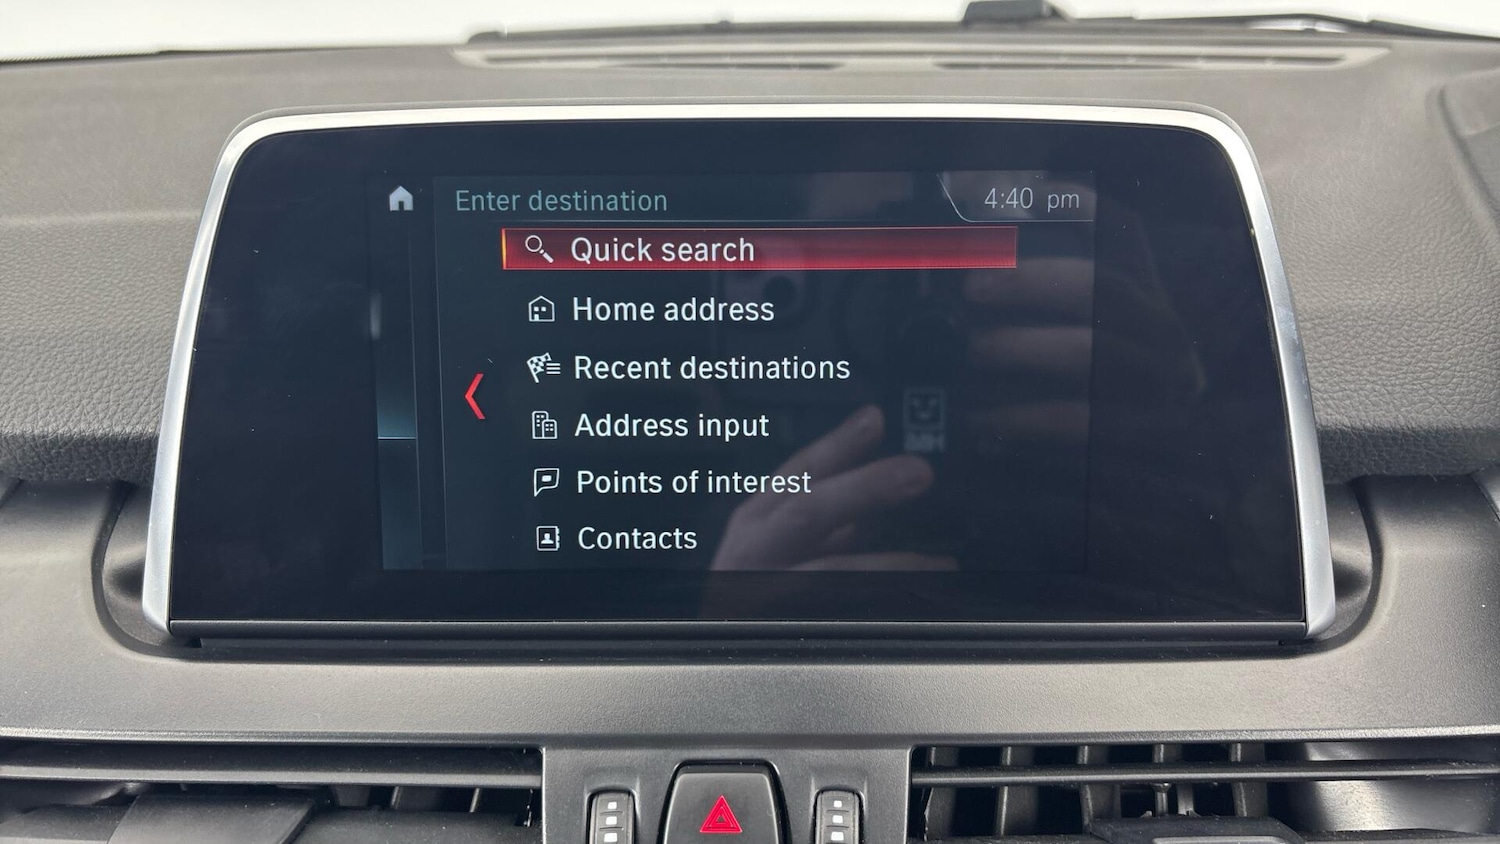 Enter destination
4:40 pm
Quick search
Home address
Recent destinations
Address input
Points of interest
Contacts